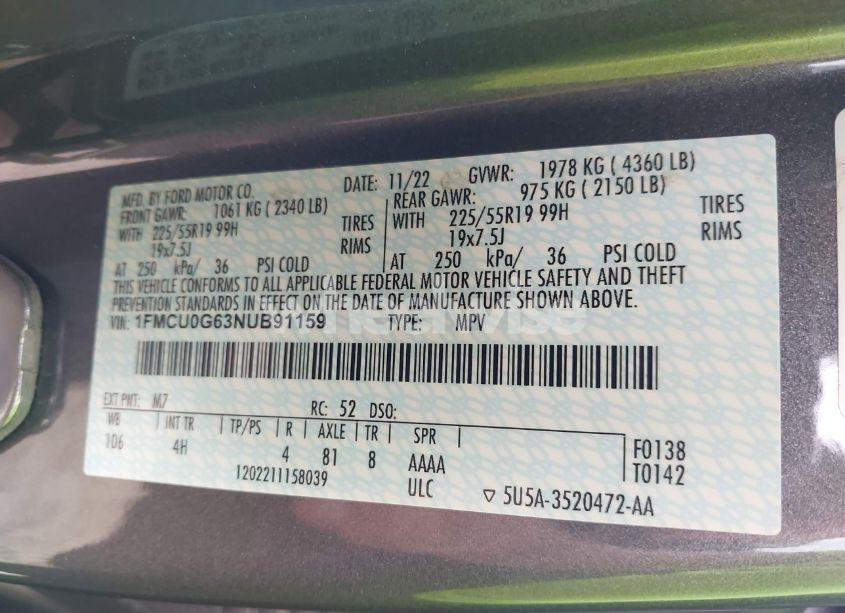 MFD. BY FORD MOTOR CO.
DATE: 11/22 GVWR: 1978 KG ( 4360 LB)
FRONT GAWR: 1061 KG ( 2340 LB) REAR GAWR: 975 KG ( 2150 LB)
WITH 225/55R19 99H TIRES WITH 225/55R19 99H TIRES
19x7.5J RIMS 19x7.5J RIMS
AT 250 kPa/ 36 PSI COLD AT 250 kPa/ 36 PSI COLD
THIS VEHICLE CONFORMS TO ALL APPLICABLE FEDERAL MOTOR VEHICLE SAFETY AND THEFT
PREVENTION STANDARDS IN EFFECT ON THE DATE OF MANUFACTURE SHOWN ABOVE.
VIN: 1FMCU0G63NUB91159 TYPE: MPV
EXT PNT: M7 RC: 52 DSO:
WB INT TR TP/PS R AXLE TR SPR
106 4H 4 81 8 AAAA
F0138
T0142
1202211158039 ULC
▽ 5U5A-3520472-AA